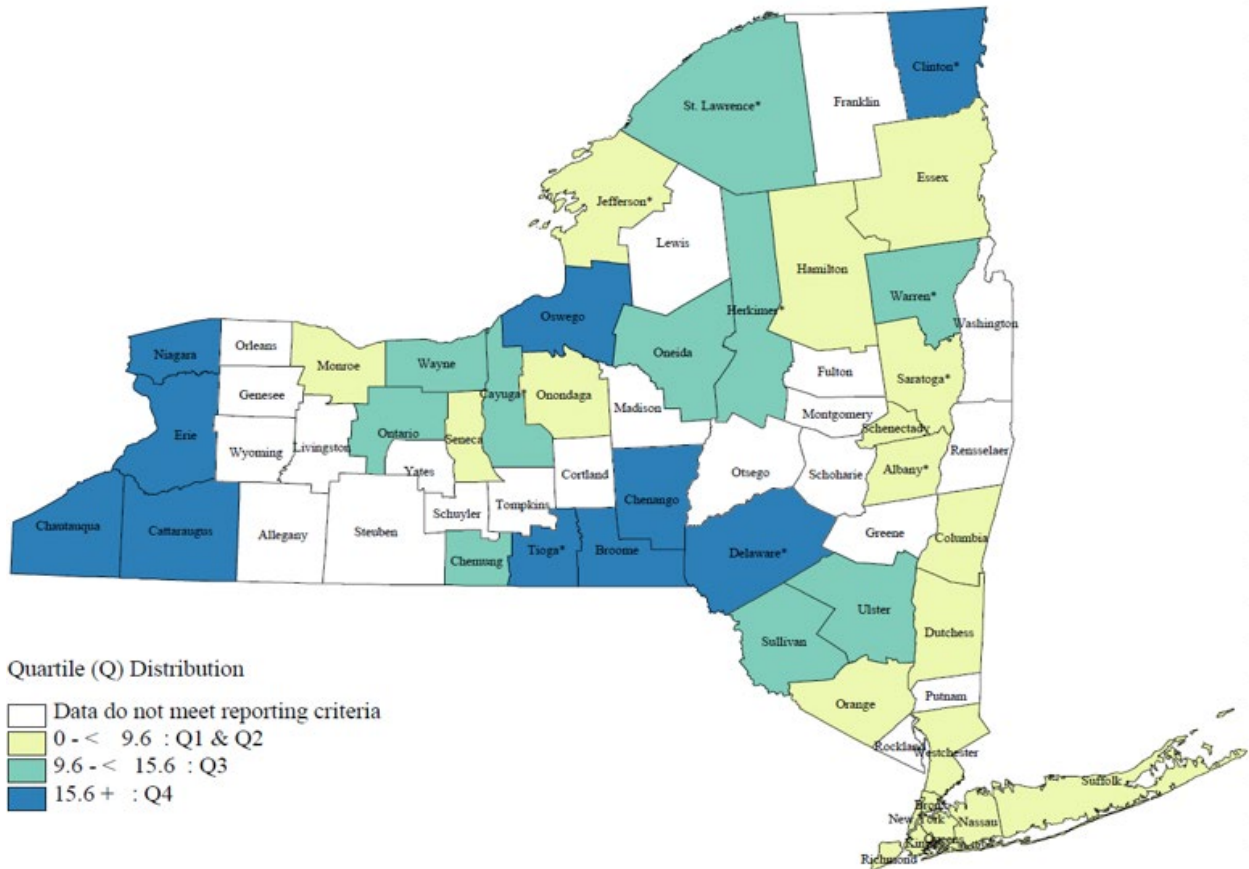 Clinton*
Franklin
St. Lawrence*
Essex
Jefferson*
Lewis
Hamilton
Warren*
Herkimer*
Washington
Oswego
Oneida
Niagara
Orleans
Monroe
Wayne
Cayuga*
Onondaga
Fulton
Saratoga*
Genesee
Madison
Montgomery
Erie
Ontario
Seneca
Schenectady
Wyoming
Livingston
Yates
Cortland
Otsego
Schoharie
Albany*
Rensselaer
Chautauqua
Cattaraugus
Allegany
Steuben
Schuyler
Tompkins
Chenango
Greene
Columbia
Chemung
Tioga*
Broome
Delaware*
Ulster
Sullivan
Dutchess
Quartile (Q) Distribution
Putnam
Orange
Data do not meet reporting criteria
Rockland
Westchester
0 - < 9.6 : Q1 & Q2
9.6 - < 15.6 : Q3
Suffolk
15.6 + : Q4
Bronx
New York
Nassau
Queens
Kings
Richmond